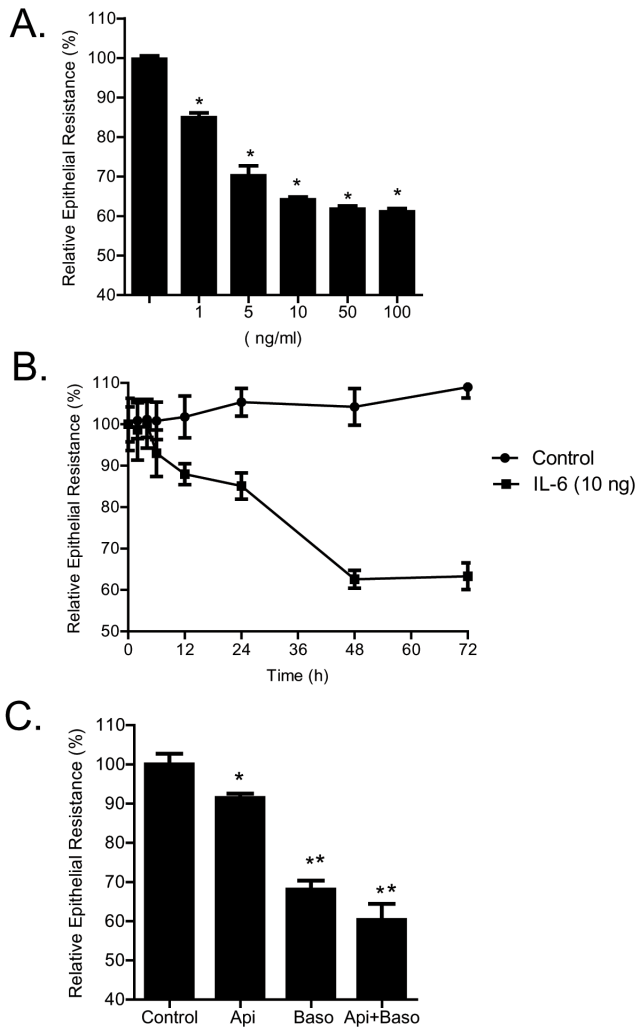 A.
Relative Epithelial Resistance (%)
110
100
90
80
70
60
50
40
*
*
*
*
*
1 5 10 50 100
( ng/ml)
B.
Relative Epithelial Resistance (%)
110
100
90
80
70
60
50
0 12 24 36 48 60 72
Time (h)
Control
IL-6 (10 ng)
C.
Relative Epithelial Resistance (%)
110
100
90
80
70
60
50
40
*
**
**
Control Api Baso Api+Baso